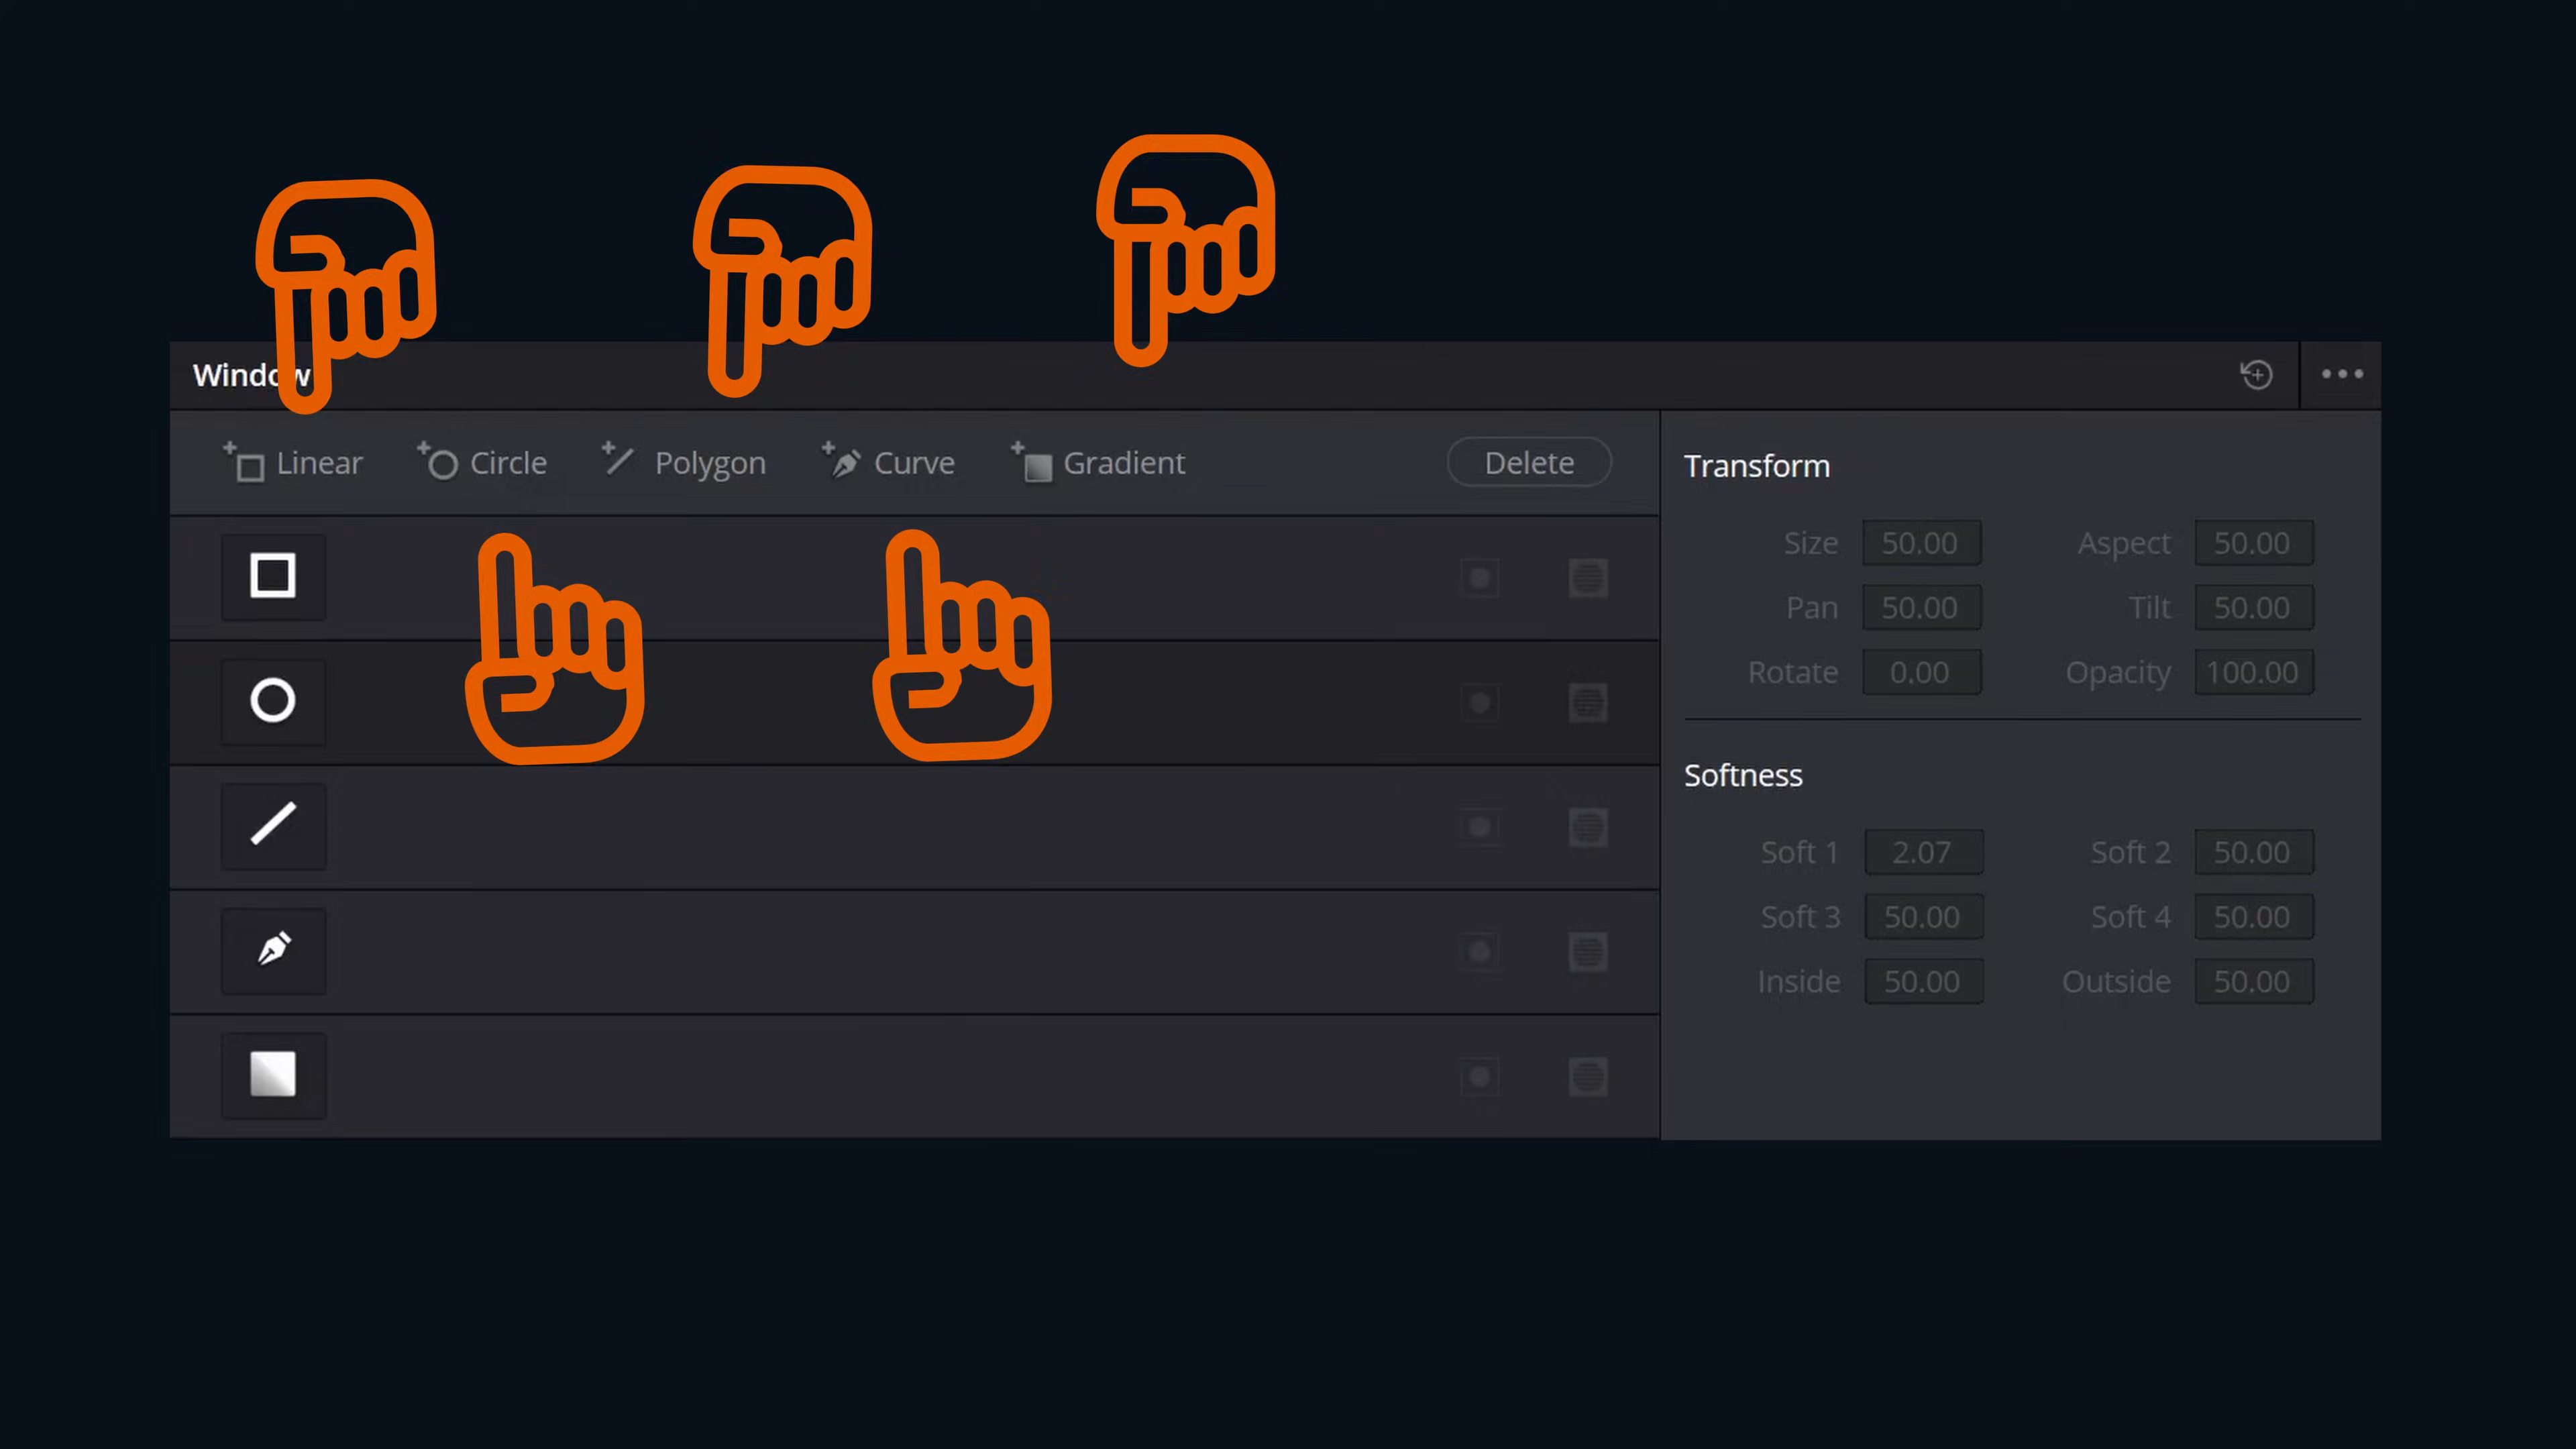 Window
Linear Circle Polygon Curve Gradient Delete
Transform
Size 50.00 Aspect 50.00
Pan 50.00 Tilt 50.00
Rotate 0.00 Opacity 100.00
Softness
Soft 1 2.07 Soft 2 50.00
Soft 3 50.00 Soft 4 50.00
Inside 50.00 Outside 50.00